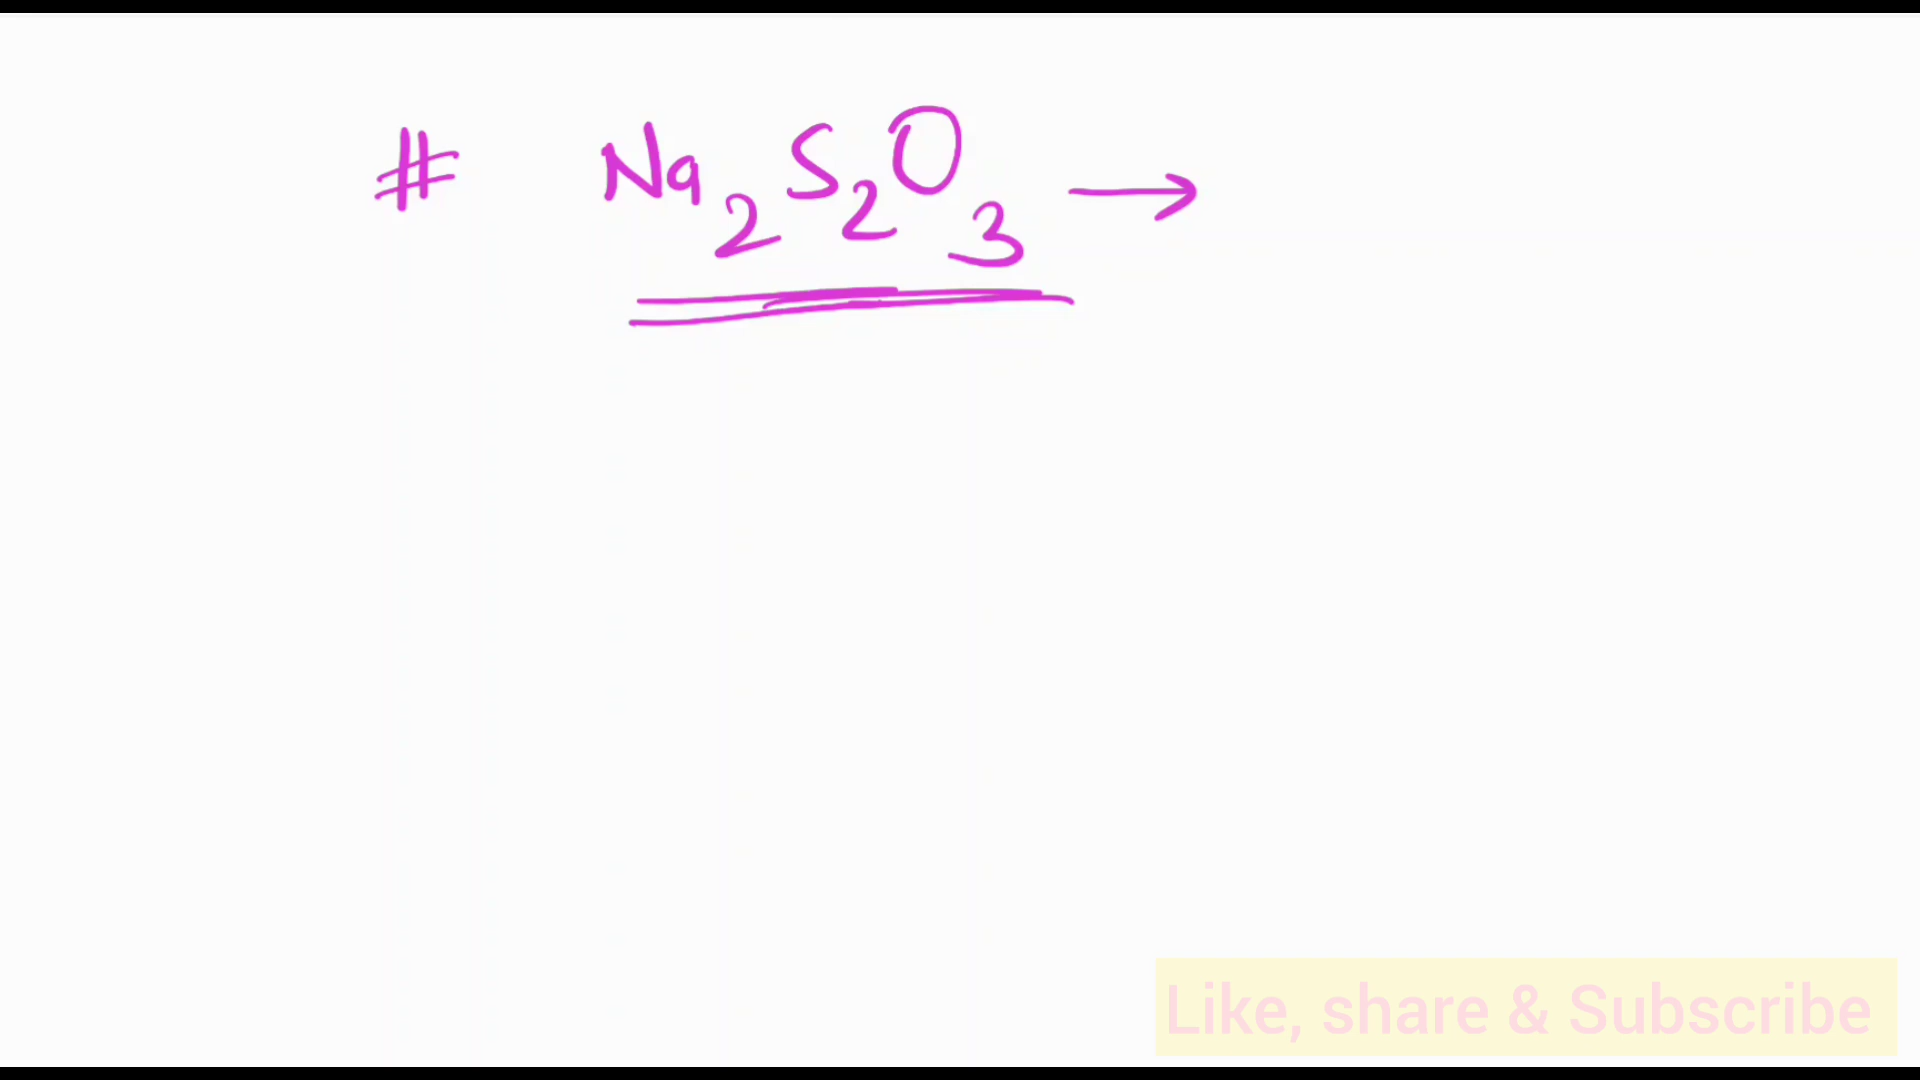 # Na₂S₂O₃ →
Like, share & Subscribe